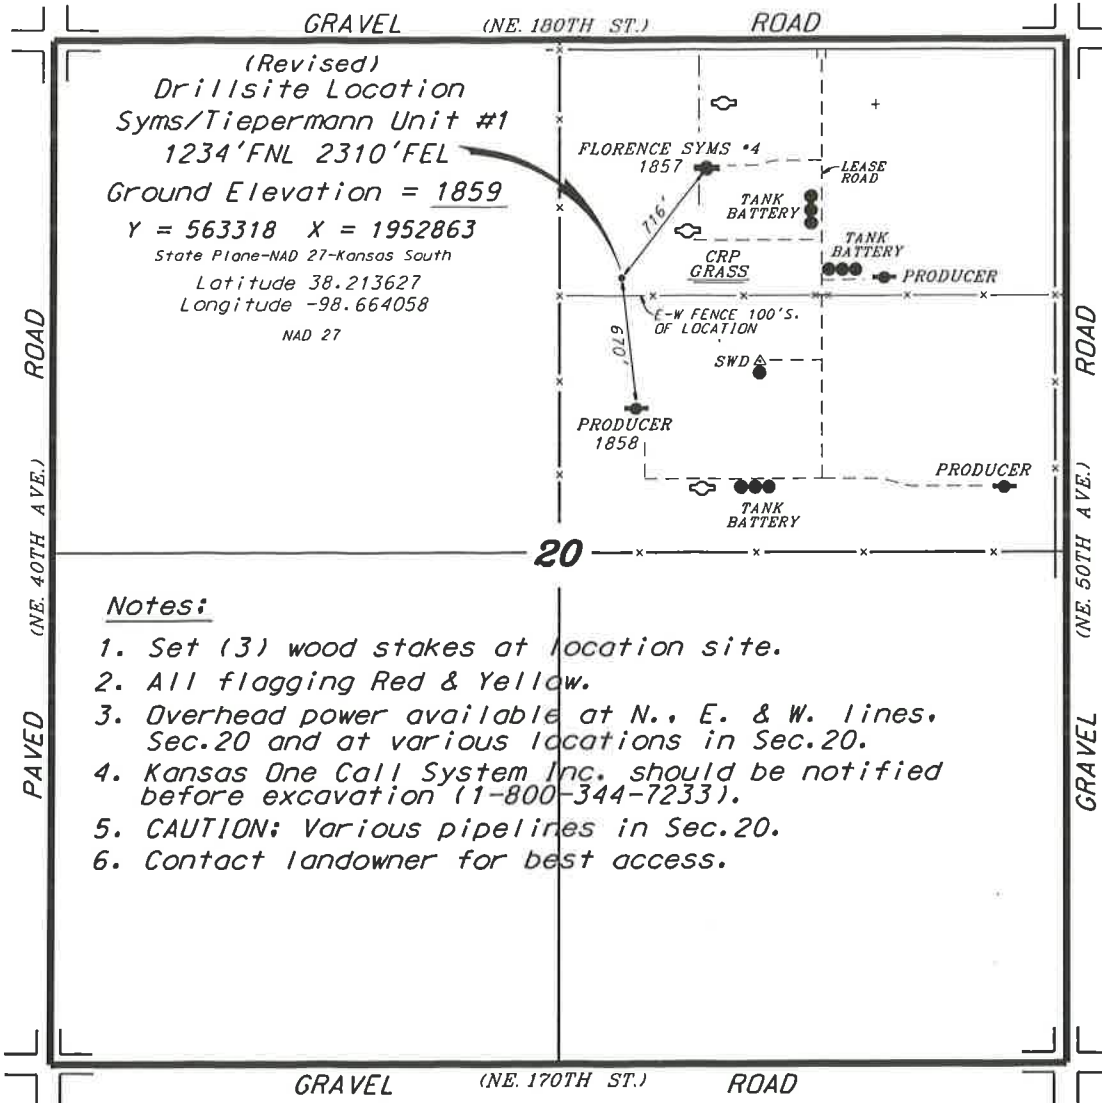 GRAVEL (NE. 180TH ST.) ROAD
(Revised)
Drillsite Location
Syms/Tiepermann Unit #1
1234'FNL 2310'FEL
Ground Elevation = 1859
Y = 563318 X = 1952863
State Plane-NAD 27-Kansas South
Latitude 38.213627
Longitude -98.664058
NAD 27
FLORENCE SYMS #4
1857
716'
LEASE
ROAD
TANK
BATTERY
TANK
BATTERY
PRODUCER
CRP
GRASS
E-W FENCE 100'S.
OF LOCATION
670'
SWD
PRODUCER
1858
PRODUCER
TANK
BATTERY
20
PAVED (NE. 40TH AVE.) ROAD
GRAVEL (NE. 50TH AVE.) ROAD
Notes:
1. Set (3) wood stakes at location site.
2. All flagging Red & Yellow.
3. Overhead power available at N., E. & W. lines,
Sec.20 and at various locations in Sec.20.
4. Kansas One Call System Inc. should be notified
before excavation (1-800-344-7233).
5. CAUTION: Various pipelines in Sec.20.
6. Contact landowner for best access.
GRAVEL (NE. 170TH ST.) ROAD